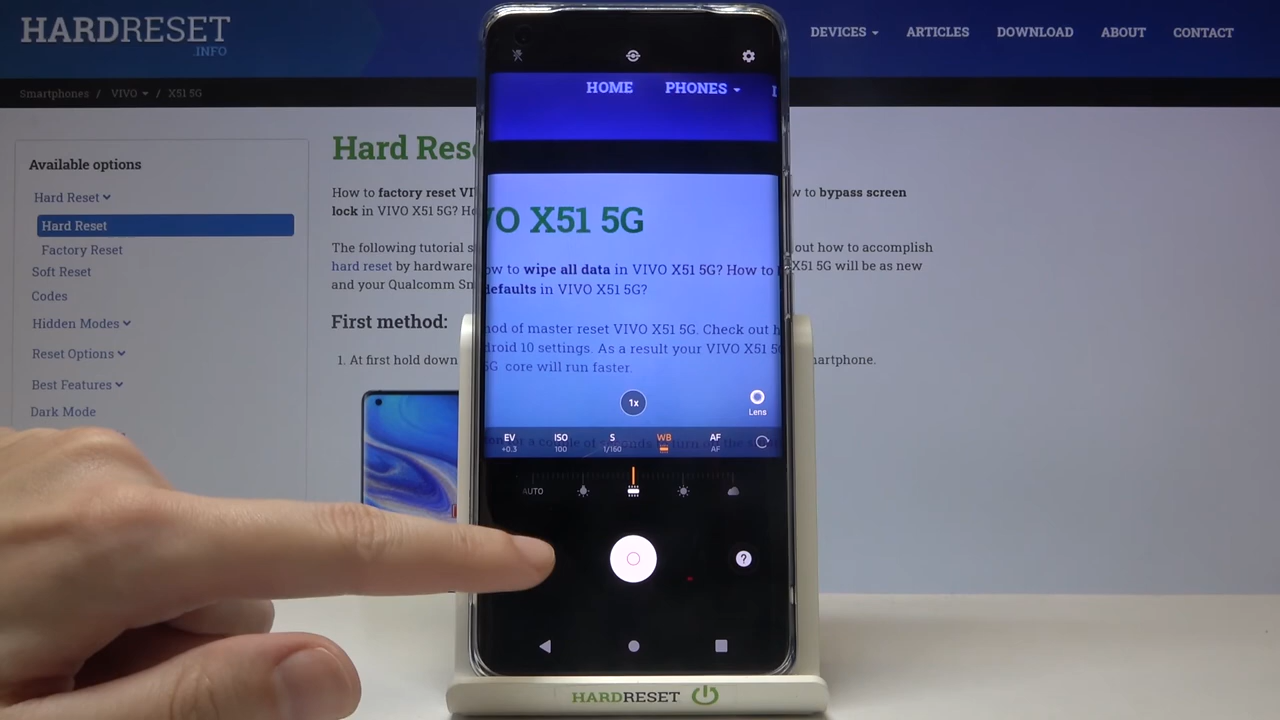 HARDRESET
.INFO
DEVICES ARTICLES DOWNLOAD ABOUT CONTACT
Smartphones / VIVO / X51 5G
Available options
Hard Reset
Hard Reset
Factory Reset
Soft Reset
Codes
Hidden Modes
Reset Options
Best Features
Dark Mode
Hard Res
How to factory reset VI
w to bypass screen
lock in VIVO X51 5G? Ho
The following tutorial s
out how to accomplish
hard reset by hardware
X51 5G will be as new
and your Qualcomm Sn
First method:
1. At first hold down
artphone.
HOME PHONES
VO X51 5G
ow to wipe all data in VIVO X51 5G? How to
defaults in VIVO X51 5G?
hod of master reset VIVO X51 5G. Check out h
droid 10 settings. As a result your VIVO X51 5
5G core will run faster.
1x
Lens
EV ISO S WB AF
+0.3 100 1/160 AF
AUTO
?
HARDRESET